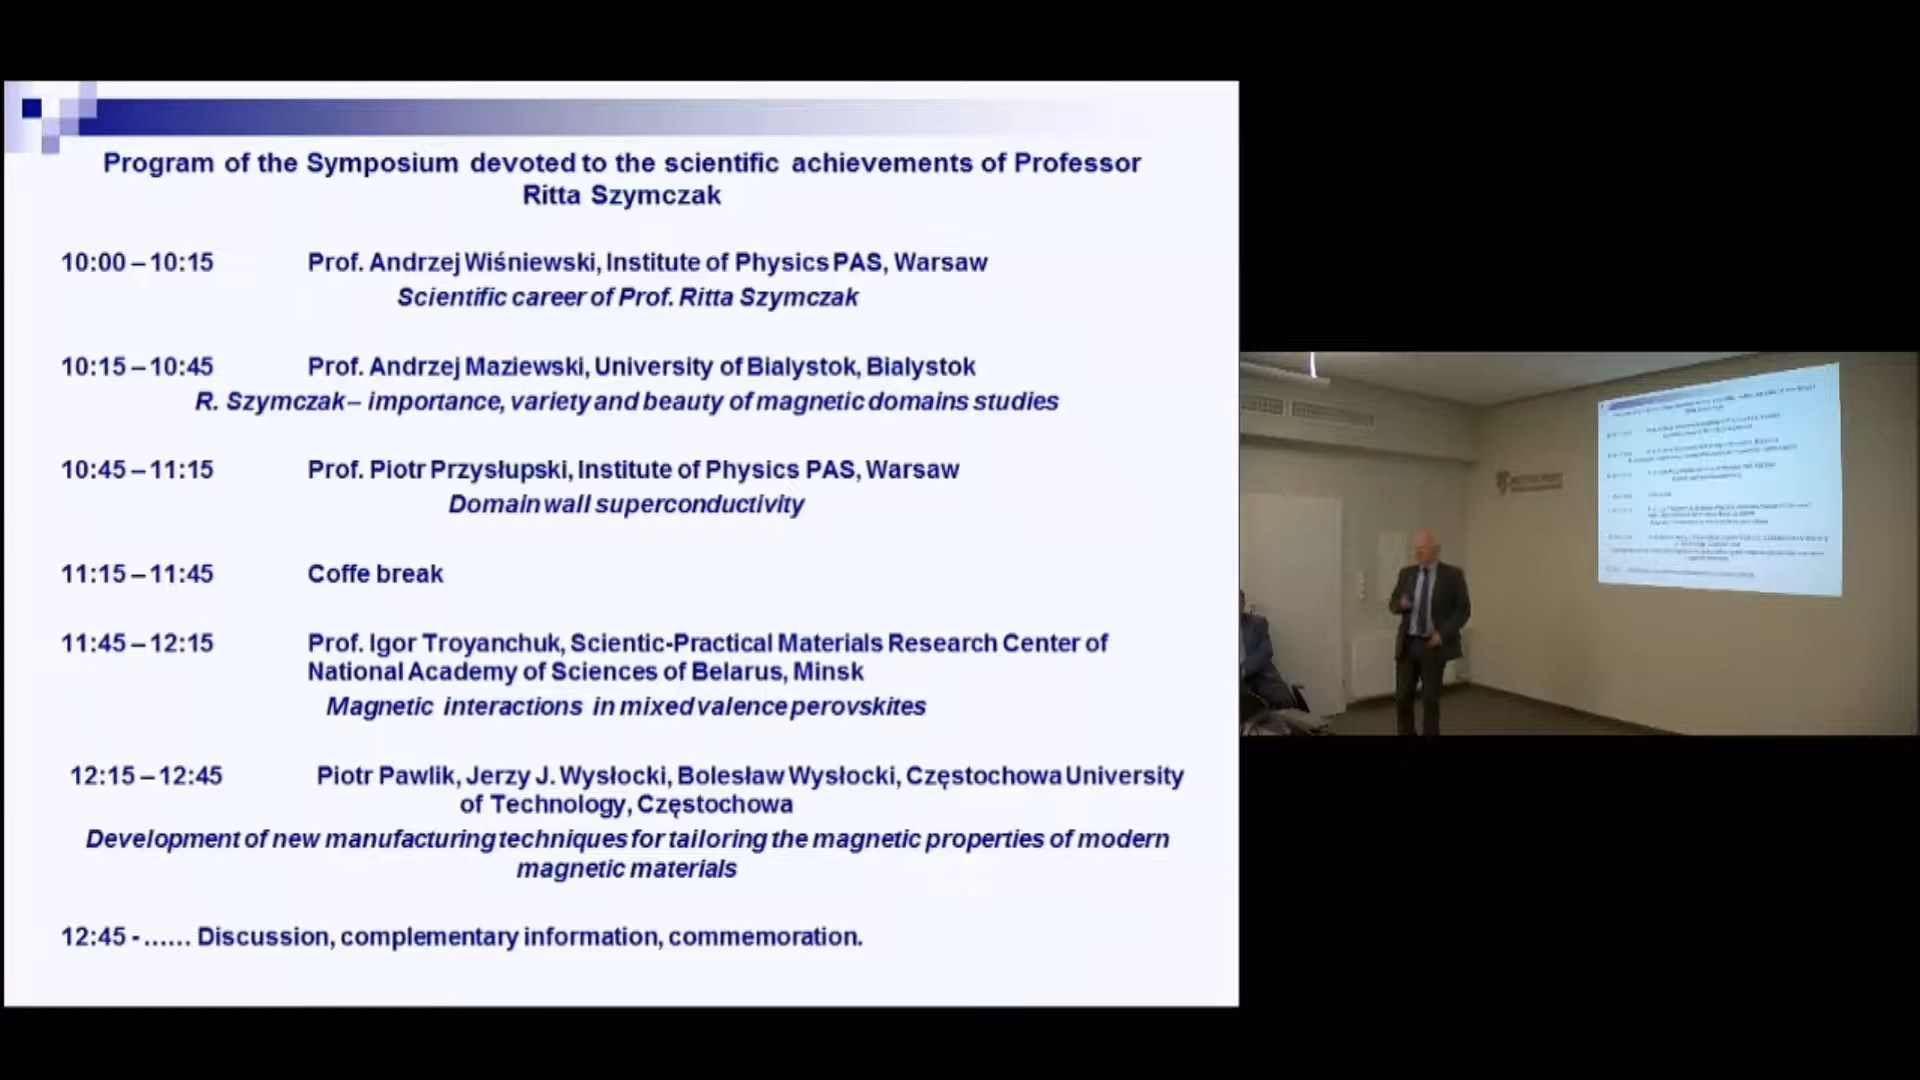 Program of the Symposium devoted to the scientific achievements of Professor
Ritta Szymczak
10:00 – 10:15 Prof. Andrzej Wiśniewski, Institute of Physics PAS, Warsaw
Scientific career of Prof. Ritta Szymczak
10:15 – 10:45 Prof. Andrzej Maziewski, University of Bialystok, Bialystok
R. Szymczak – importance, variety and beauty of magnetic domains studies
10:45 – 11:15 Prof. Piotr Przysłupski, Institute of Physics PAS, Warsaw
Domain wall superconductivity
11:15 – 11:45 Coffe break
11:45 – 12:15 Prof. Igor Troyanchuk, Scientic-Practical Materials Research Center of
National Academy of Sciences of Belarus, Minsk
Magnetic interactions in mixed valence perovskites
12:15 – 12:45 Piotr Pawlik, Jerzy J. Wysłocki, Bolesław Wysłocki, Częstochowa University
of Technology, Częstochowa
Development of new manufacturing techniques for tailoring the magnetic properties of modern
magnetic materials
12:45 - …… Discussion, complementary information, commemoration.